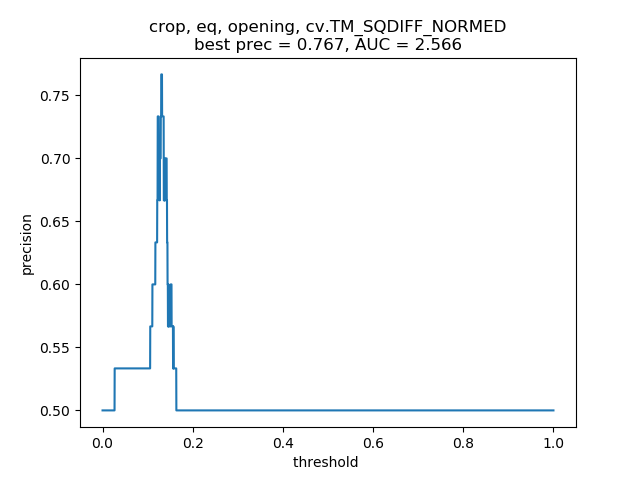 crop, eq, opening, cv.TM_SQDIFF_NORMED
best prec = 0.767, AUC = 2.566
0.75
0.70
0.65
0.60
0.55
0.50
precision
0.0 0.2 0.4 0.6 0.8 1.0
threshold